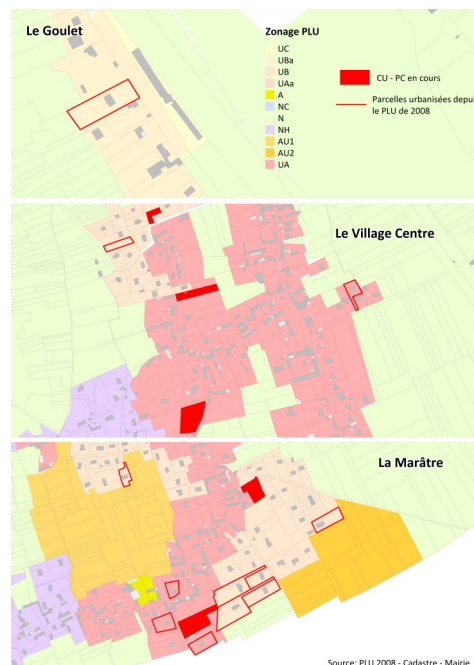 Le Goulet
Zonage PLU
UC
UBa
UB
UAa
A
NC
N
NH
AU1
AU2
UA
CU - PC en cours
Parcelles urbanisées depu
le PLU de 2008
Le Village Centre
La Marâtre
Source: PLU 2008 - Cadastre - Mairie